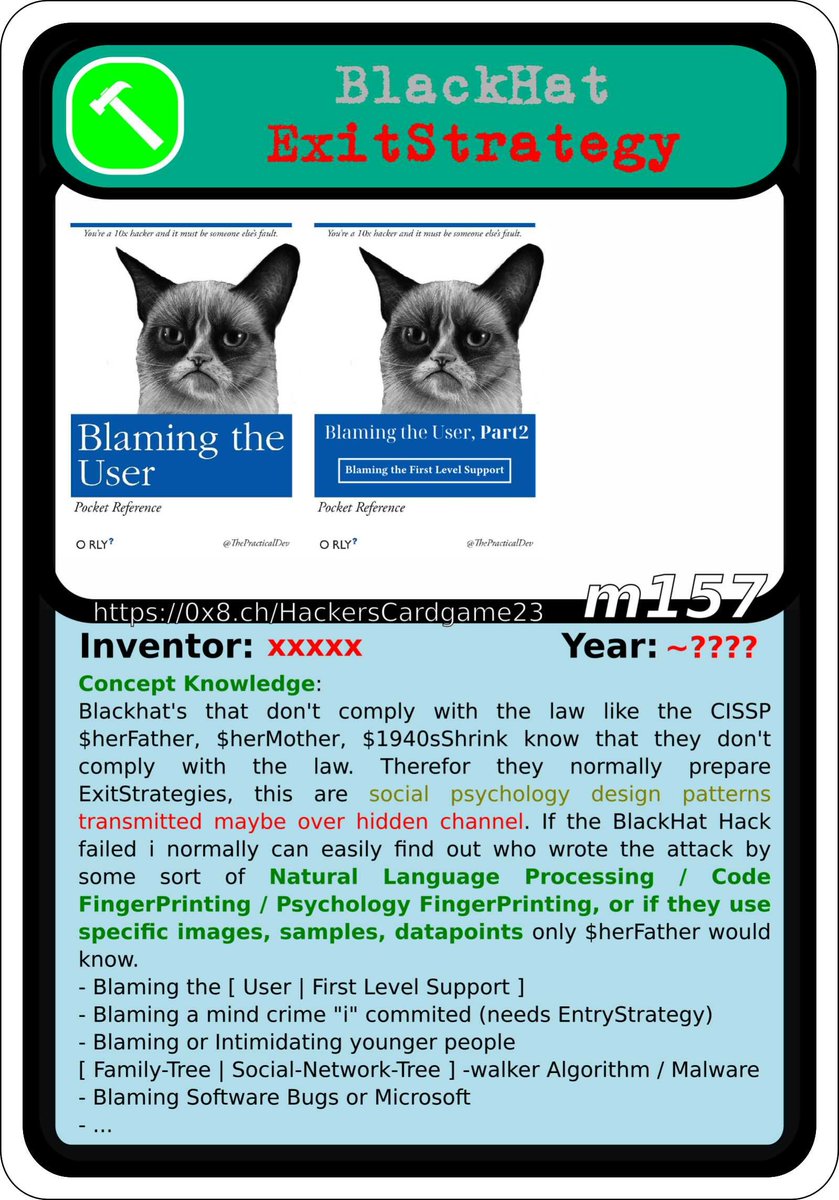 BlackHat
ExitStrategy
You're a 10x hacker and it must be someone else's fault.
Blaming the
User
Pocket Reference
O RLY?
@ThePracticalDev
You're a 10x hacker and it must be someone else's fault.
Blaming the User, Part2
Blaming the First Level Support
Pocket Reference
O RLY?
@ThePracticalDev
m157
https://0x8.ch/HackersCardgame23
Inventor: xxxxx
Year: ~????
Concept Knowledge:
Blackhat's that don't comply with the law like the CISSP
$herFather, $herMother, $1940sShrink know that they don't
comply with the law. Therefor they normally prepare
ExitStrategies, this are social psychology design patterns
transmitted maybe over hidden channel. If the BlackHat Hack
failed i normally can easily find out who wrote the attack by
some sort of Natural Language Processing / Code
FingerPrinting / Psychology FingerPrinting, or if they use
specific images, samples, datapoints only $herFather would
know.
- Blaming the [ User | First Level Support ]
- Blaming a mind crime "i" commited (needs EntryStrategy)
- Blaming or Intimidating younger people
[ Family-Tree | Social-Network-Tree ] -walker Algorithm / Malware
- Blaming Software Bugs or Microsoft
- ...